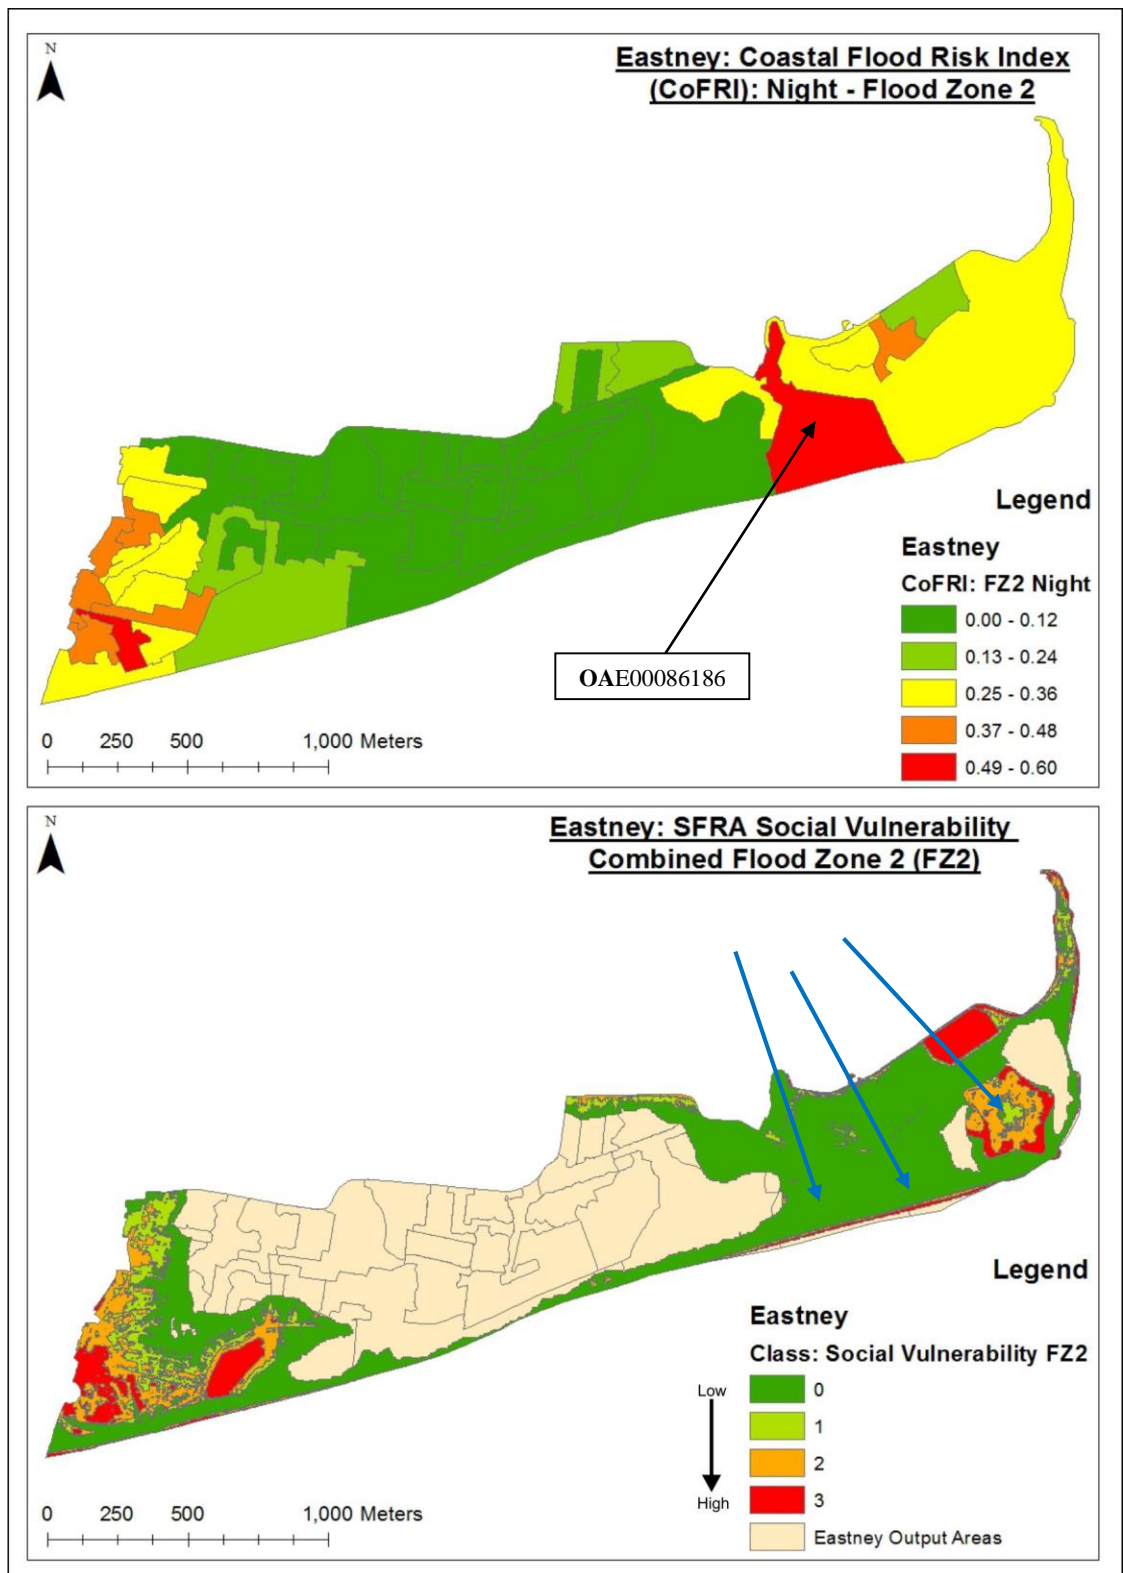 N
Eastney: Coastal Flood Risk Index
(CoFRI): Night - Flood Zone 2
Legend
Eastney
CoFRI: FZ2 Night
0.00 - 0.12
0.13 - 0.24
0.25 - 0.36
0.37 - 0.48
0.49 - 0.60
OAE00086186
0 250 500 1,000 Meters
N
Eastney: SFRA Social Vulnerability
Combined Flood Zone 2 (FZ2)
Legend
Eastney
Class: Social Vulnerability FZ2
Low
High
0
1
2
3
Eastney Output Areas
0 250 500 1,000 Meters